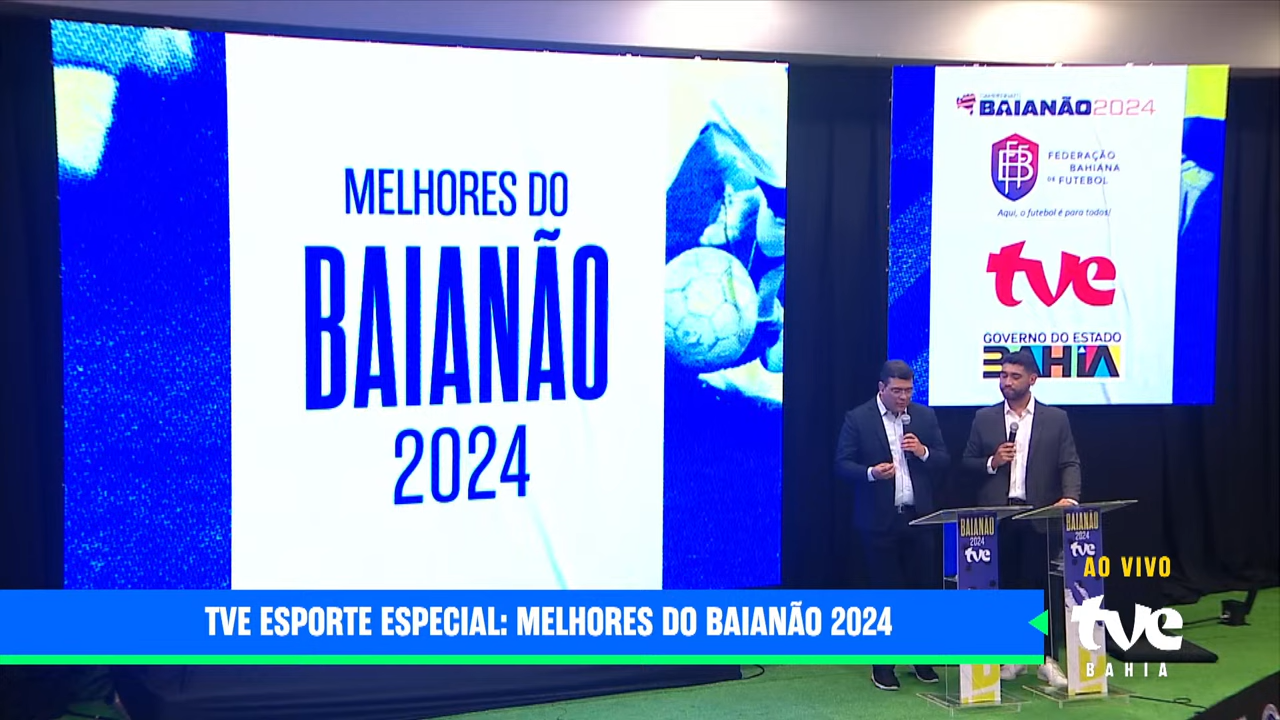 MELHORES DO
BAIANÃO
2024
CAMPEONATO
BAIANÃO2024
FEDERAÇÃO
BAHIANA
DE FUTEBOL
Aqui, o futebol é para todos!
tve
GOVERNO DO ESTADO
BAHIA
BAIANÃO
2024
tve
BAIANÃO
2024
tve
AO VIVO
TVE ESPORTE ESPECIAL: MELHORES DO BAIANÃO 2024
tve
BAHIA